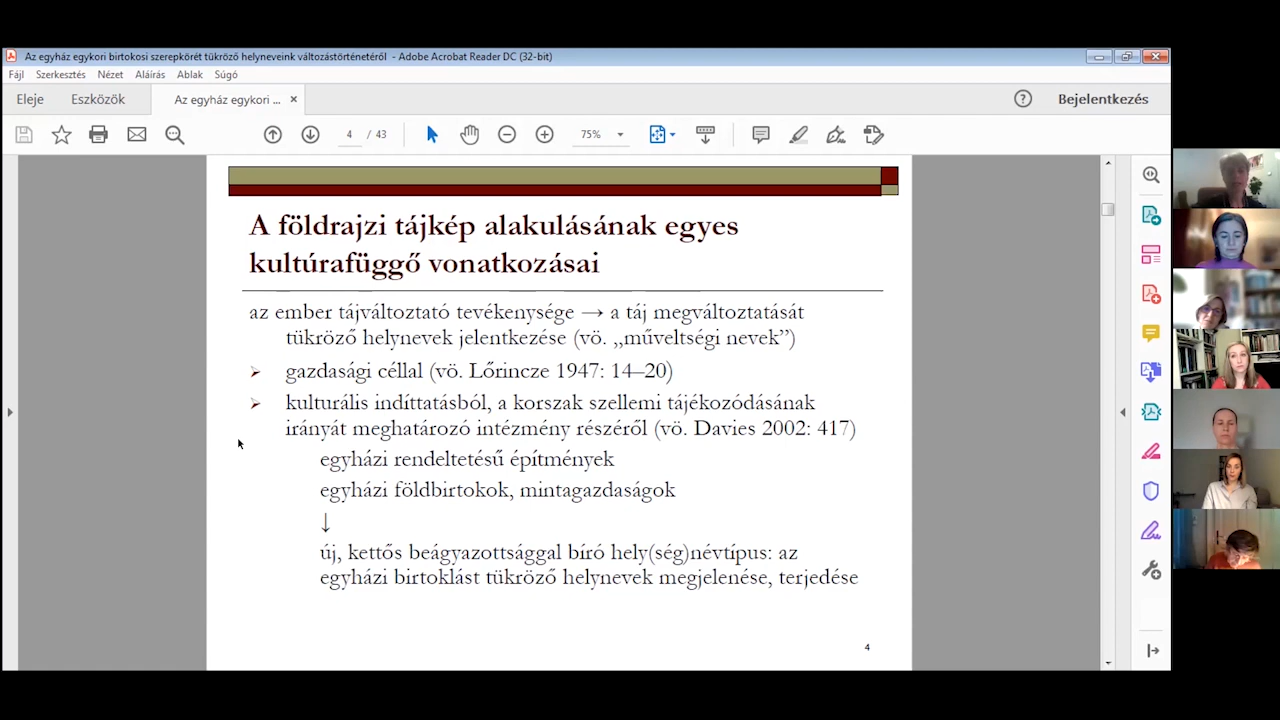 Az egyház egykori birtokosi szerepkörét tükröző helyneveink változástörténetéről - Adobe Acrobat Reader DC (32-bit)
Fájl Szerkesztés Nézet Aláírás Ablak Súgó
Eleje Eszközök Az egyház egykori ... × Bejelentkezés
4 / 43 75%
A földrajzi tájkép alakulásának egyes
kultúrafüggő vonatkozásai
az ember tájváltoztató tevékenysége → a táj megváltoztatását
tükröző helynevek jelentkezése (vö. „műveltségi nevek”)
➢ gazdasági céllal (vö. Lőrincze 1947: 14–20)
➢ kulturális indíttatásból, a korszak szellemi tájékozódásának
irányát meghatározó intézmény részéről (vö. Davies 2002: 417)
egyházi rendeltetésű építmények
egyházi földbirtokok, mintagazdaságok
↓
új, kettős beágyazottsággal bíró hely(ség)névtípus: az
egyházi birtoklást tükröző helynevek megjelenése, terjedése
4